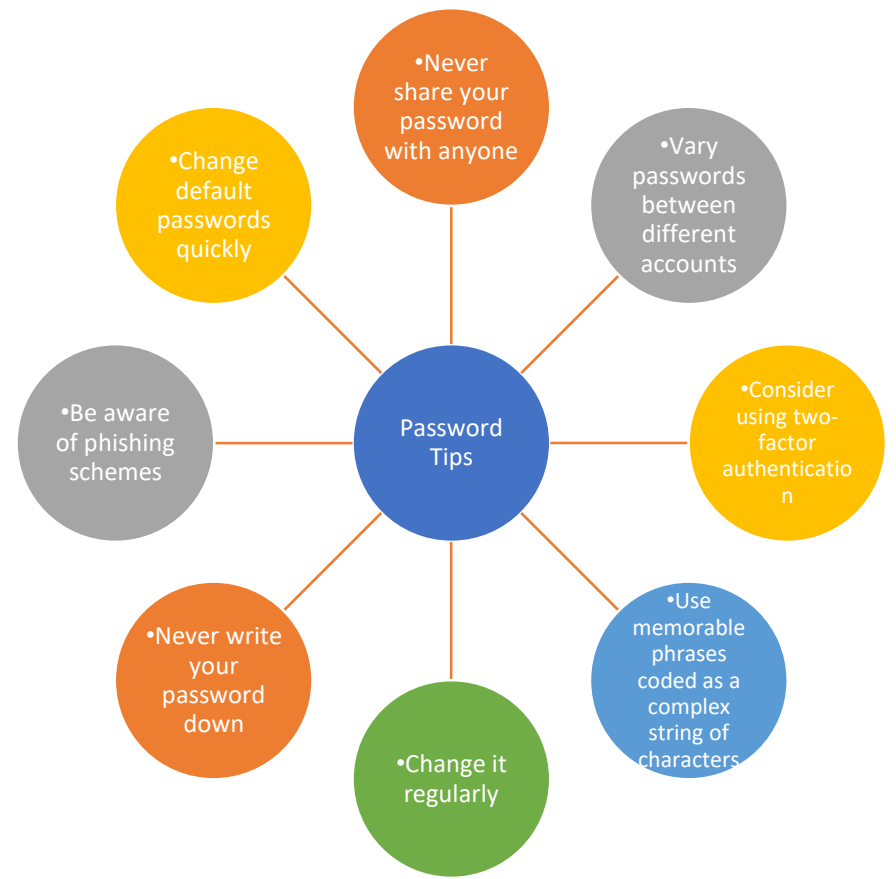 •Never
share your
password
with anyone
•Vary
passwords
between
different
accounts
•Consider
using two-
factor
authenticatio
n
•Use
memorable
phrases
coded as a
complex
string of
characters
•Change it
regularly
•Never write
your
password
down
•Be aware
of phishing
schemes
•Change
default
passwords
quickly
Password
Tips